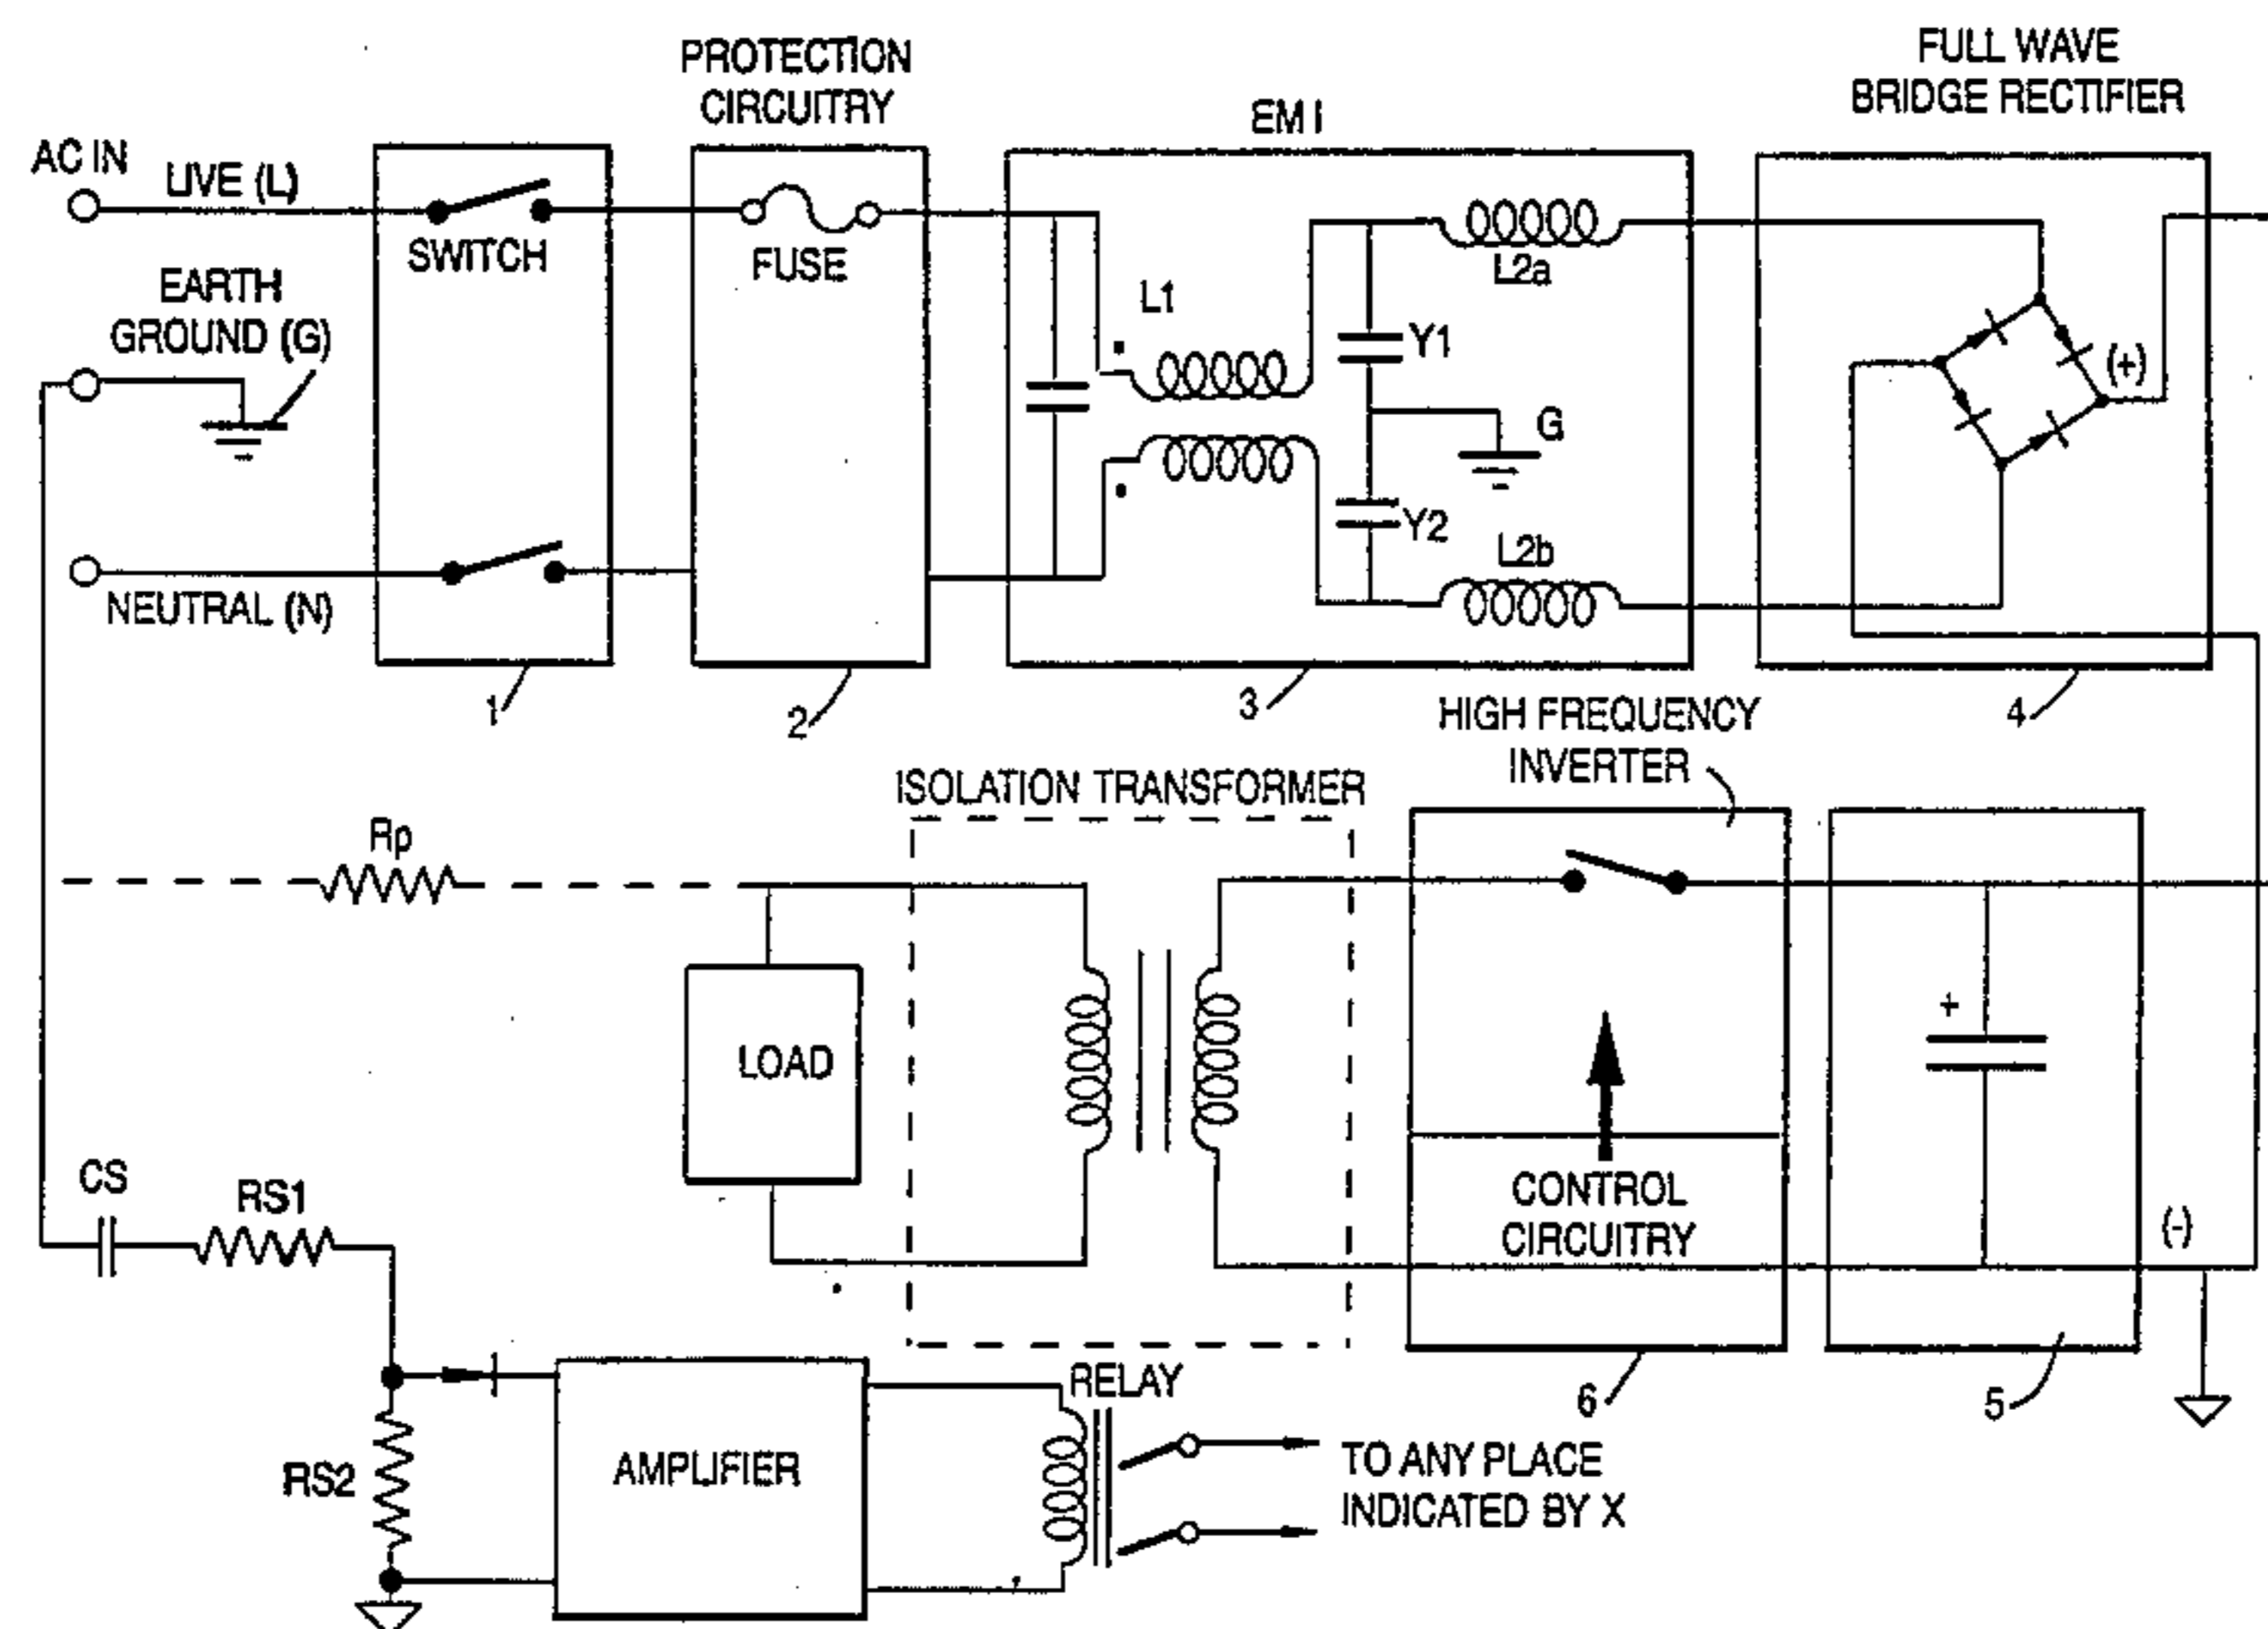 PROTECTION
CIRCUITRY
FULL WAVE
BRIDGE RECTIFIER
EMI
AC IN
LIVE (L)
SWITCH
FUSE
EARTH
GROUND (G)
NEUTRAL (N)
L1
Y1
G
Y2
L2a
L2b
(+)
1
2
3
4
HIGH FREQUENCY
INVERTER
ISOLATION TRANSFORMER
Rp
LOAD
+
CONTROL
CIRCUITRY
(-)
CS
RS1
6
5
RELAY
RS2
AMPLIFIER
TO ANY PLACE
INDICATED BY X